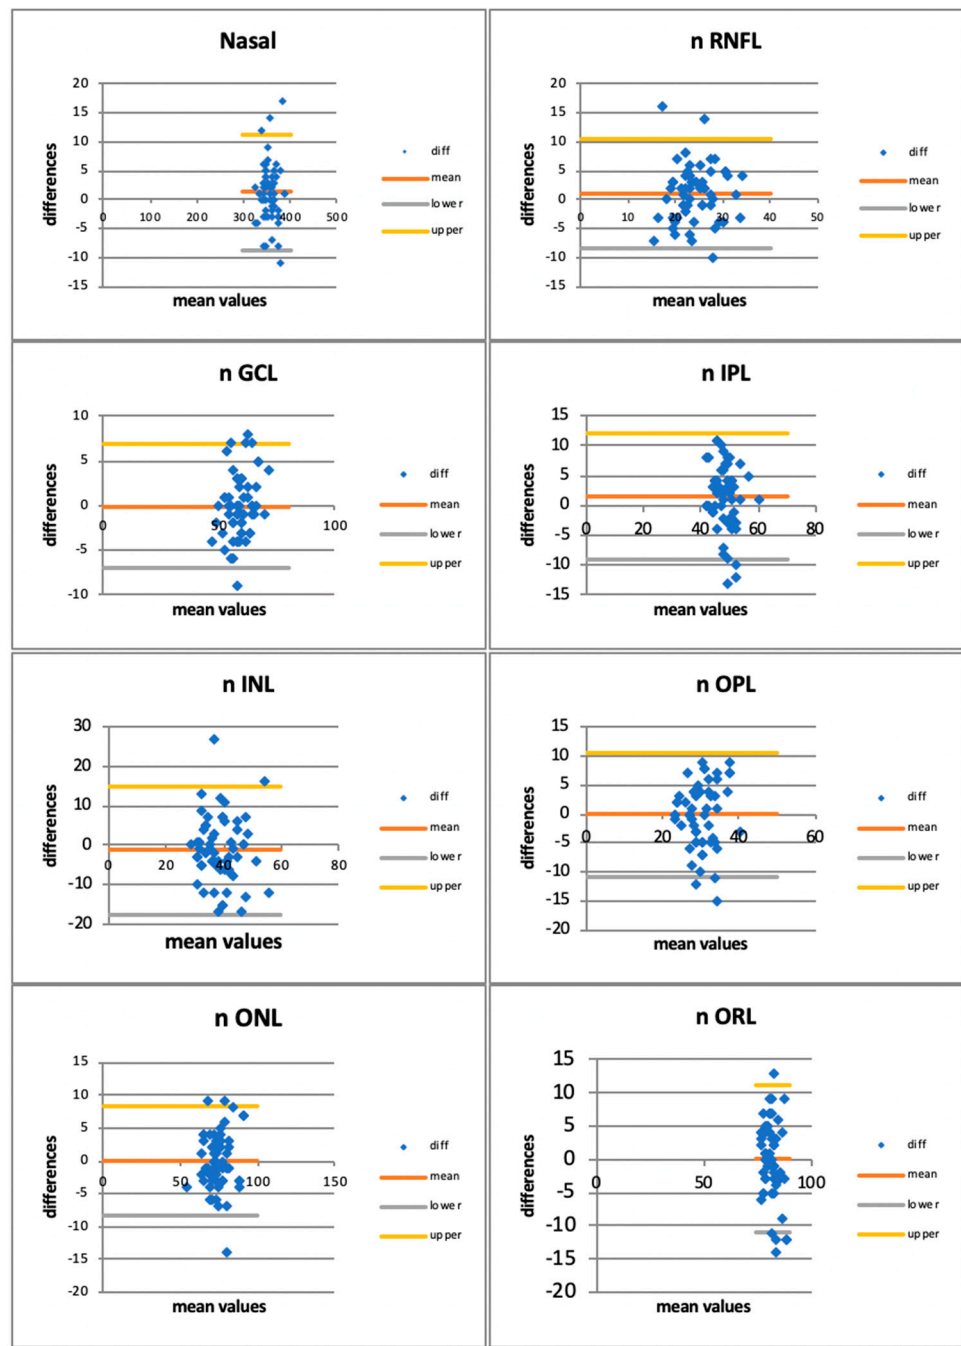 Nasal
20
15
10
5
0
-5
-10
-15
0 100 200 300 400 500
differences
mean values
diff
mean
lower
upper
n RNFL
20
15
10
5
0
-5
-10
-15
0 10 20 30 40 50
differences
mean values
diff
mean
lower
upper
n GCL
10
5
0
-5
-10
0 50 100
differences
mean values
diff
mean
lower
upper
n IPL
15
10
5
0
-5
-10
-15
0 20 40 60 80
differences
mean values
diff
mean
lower
upper
n INL
30
20
10
0
-10
-20
0 20 40 60 80
differences
mean values
diff
mean
lower
upper
n OPL
15
10
5
0
-5
-10
-15
-20
0 20 40 60
differences
mean values
diff
mean
lower
upper
n ONL
15
10
5
0
-5
-10
-15
-20
0 50 100 150
differences
mean values
diff
mean
lower
upper
n ORL
15
10
5
0
-5
-10
-15
-20
0 50 100
differences
mean values
diff
mean
lower
upper